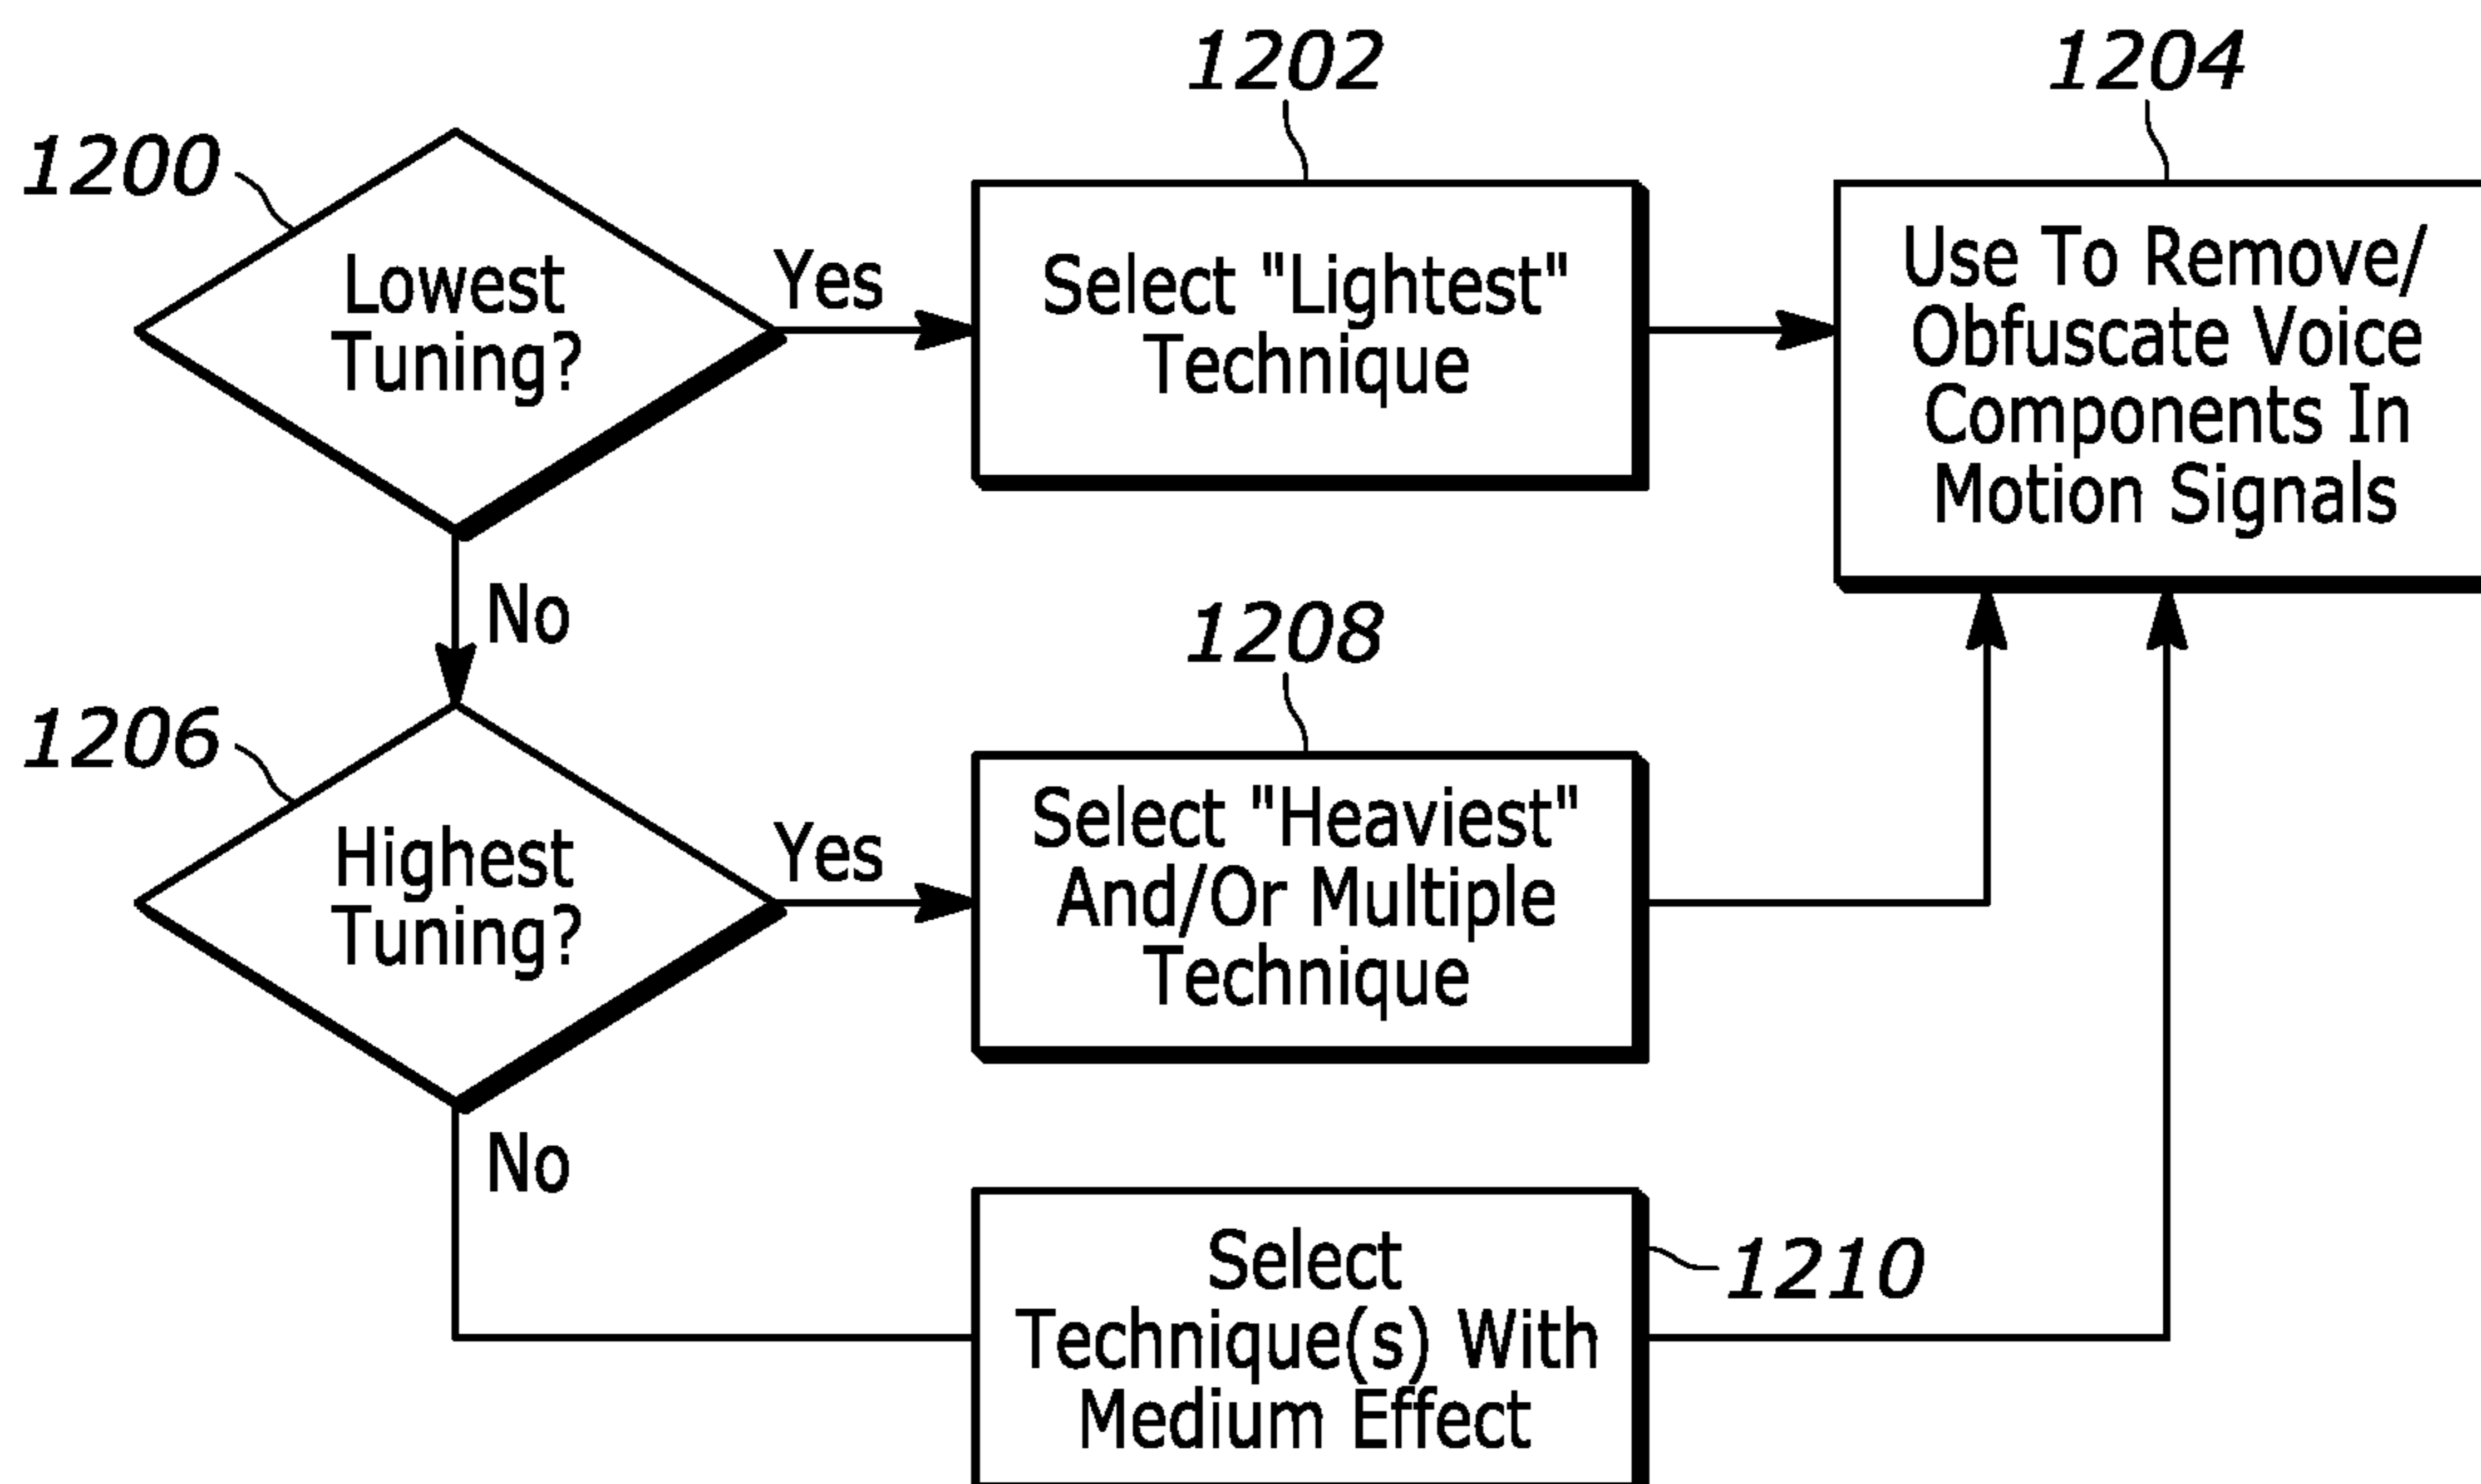 1200
Lowest
Tuning?
Yes
No
1202
Select "Lightest"
Technique
1204
Use To Remove/
Obfuscate Voice
Components In
Motion Signals
1206
Highest
Tuning?
Yes
No
1208
Select "Heaviest"
And/Or Multiple
Technique
1210
Select
Technique(s) With
Medium Effect